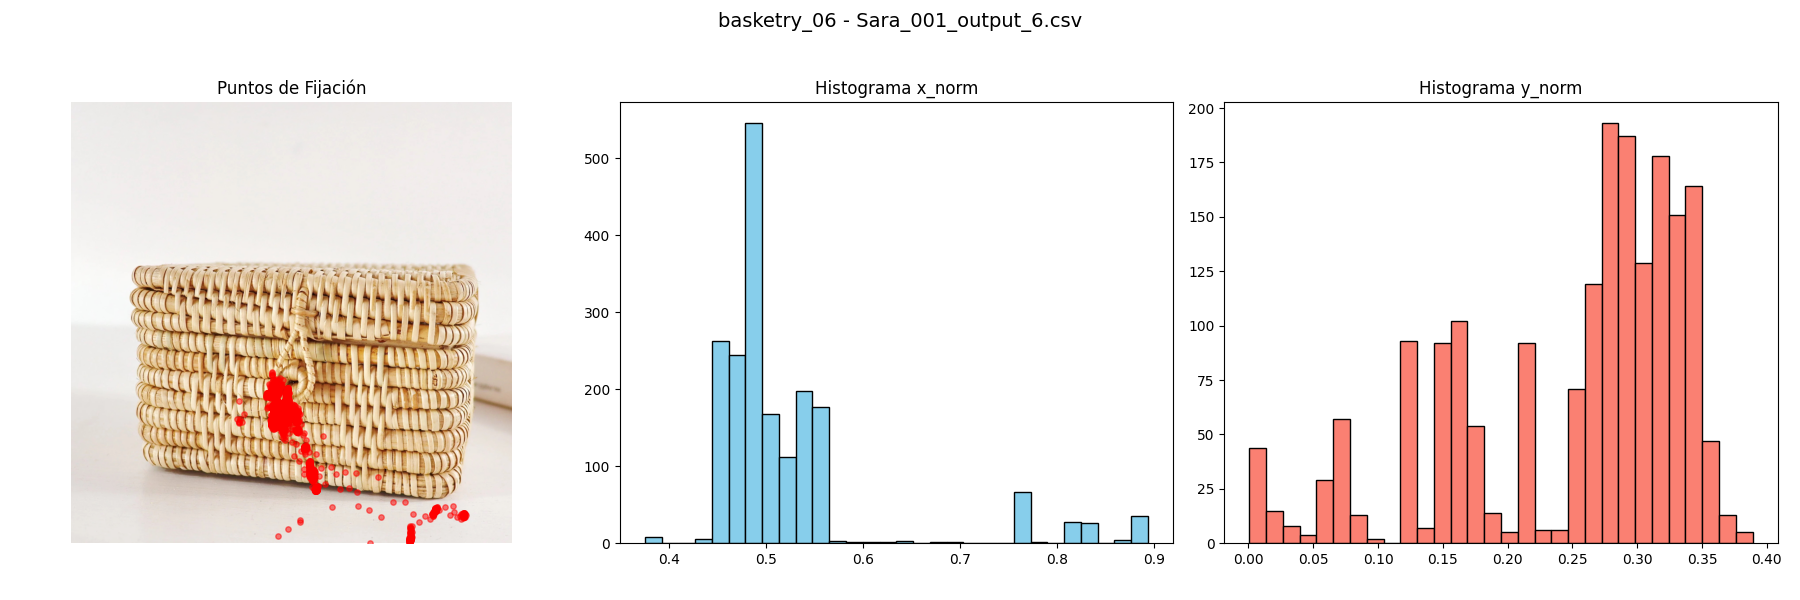 basketry_06 - Sara_001_output_6.csv
Puntos de Fijación
Histograma x_norm
Histograma y_norm
500
400
300
200
100
0
0.4 0.5 0.6 0.7 0.8 0.9
200
175
150
125
100
75
50
25
0
0.00 0.05 0.10 0.15 0.20 0.25 0.30 0.35 0.40